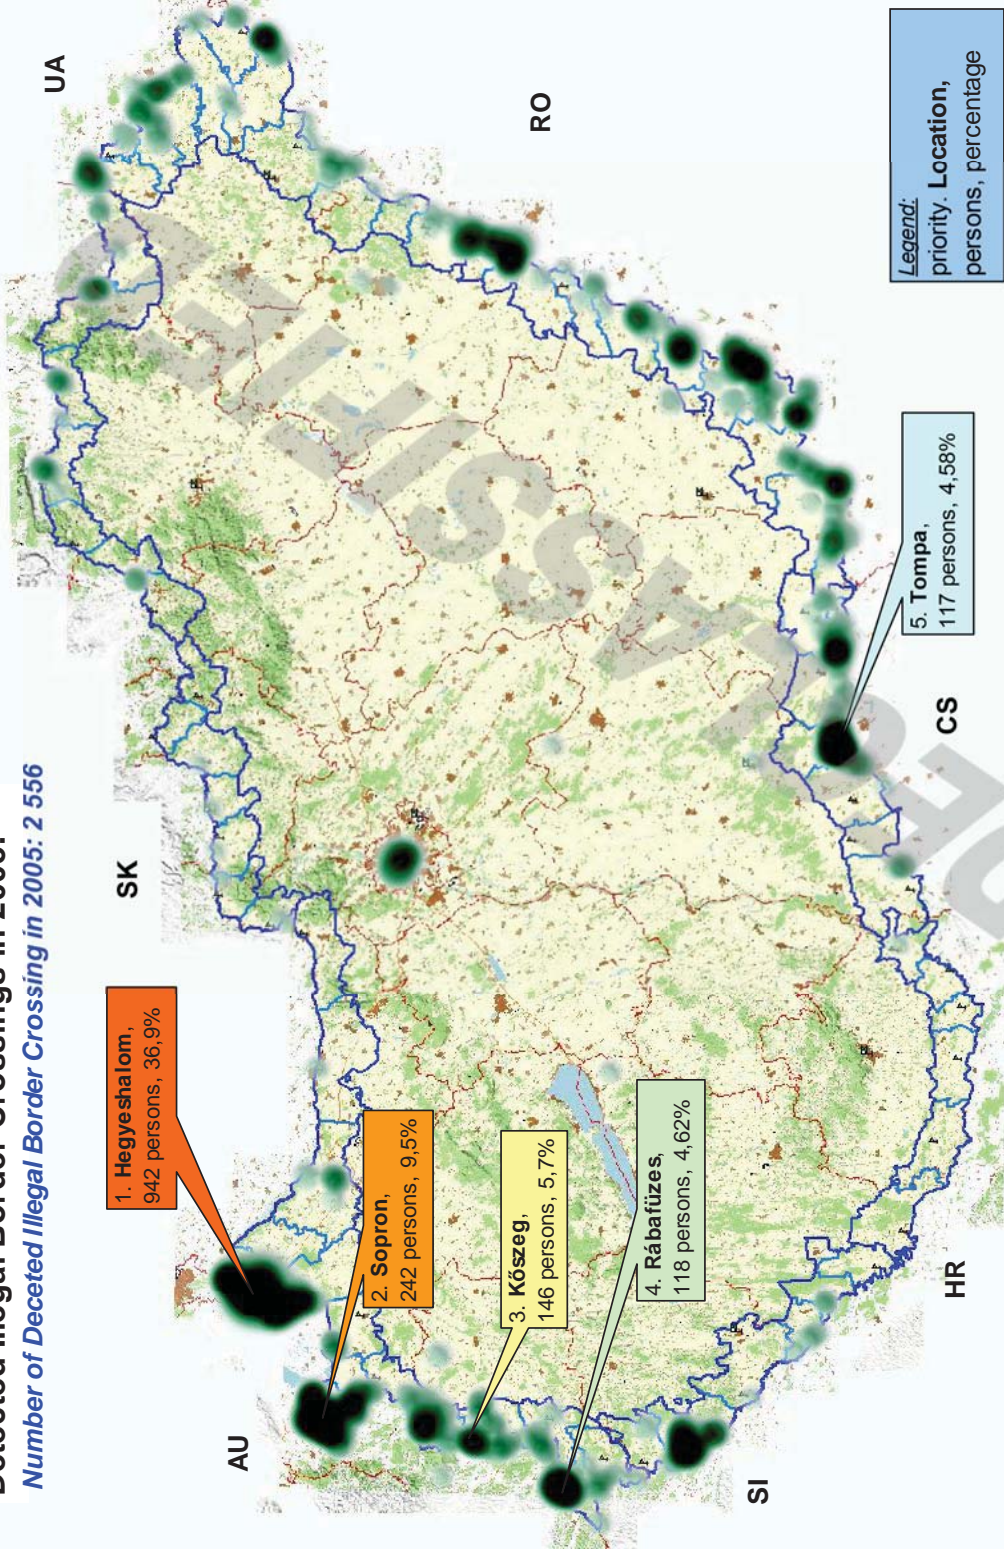 Detected Illegal Border Crossings in 2005.
Number of Deceted Illegal Border Crossing in 2005: 2 556
UA
SK
RO
AU
SI
HR
CS
1. Hegyeshalom,
942 persons, 36,9%
2. Sopron,
242 persons, 9,5%
3. Kőszeg,
146 persons, 5,7%
4. Rábafüzes,
118 persons, 4,62%
5. Tompa,
117 persons, 4,58%
Legend:
priority. Location,
persons, percentage
DECLASSIFIED